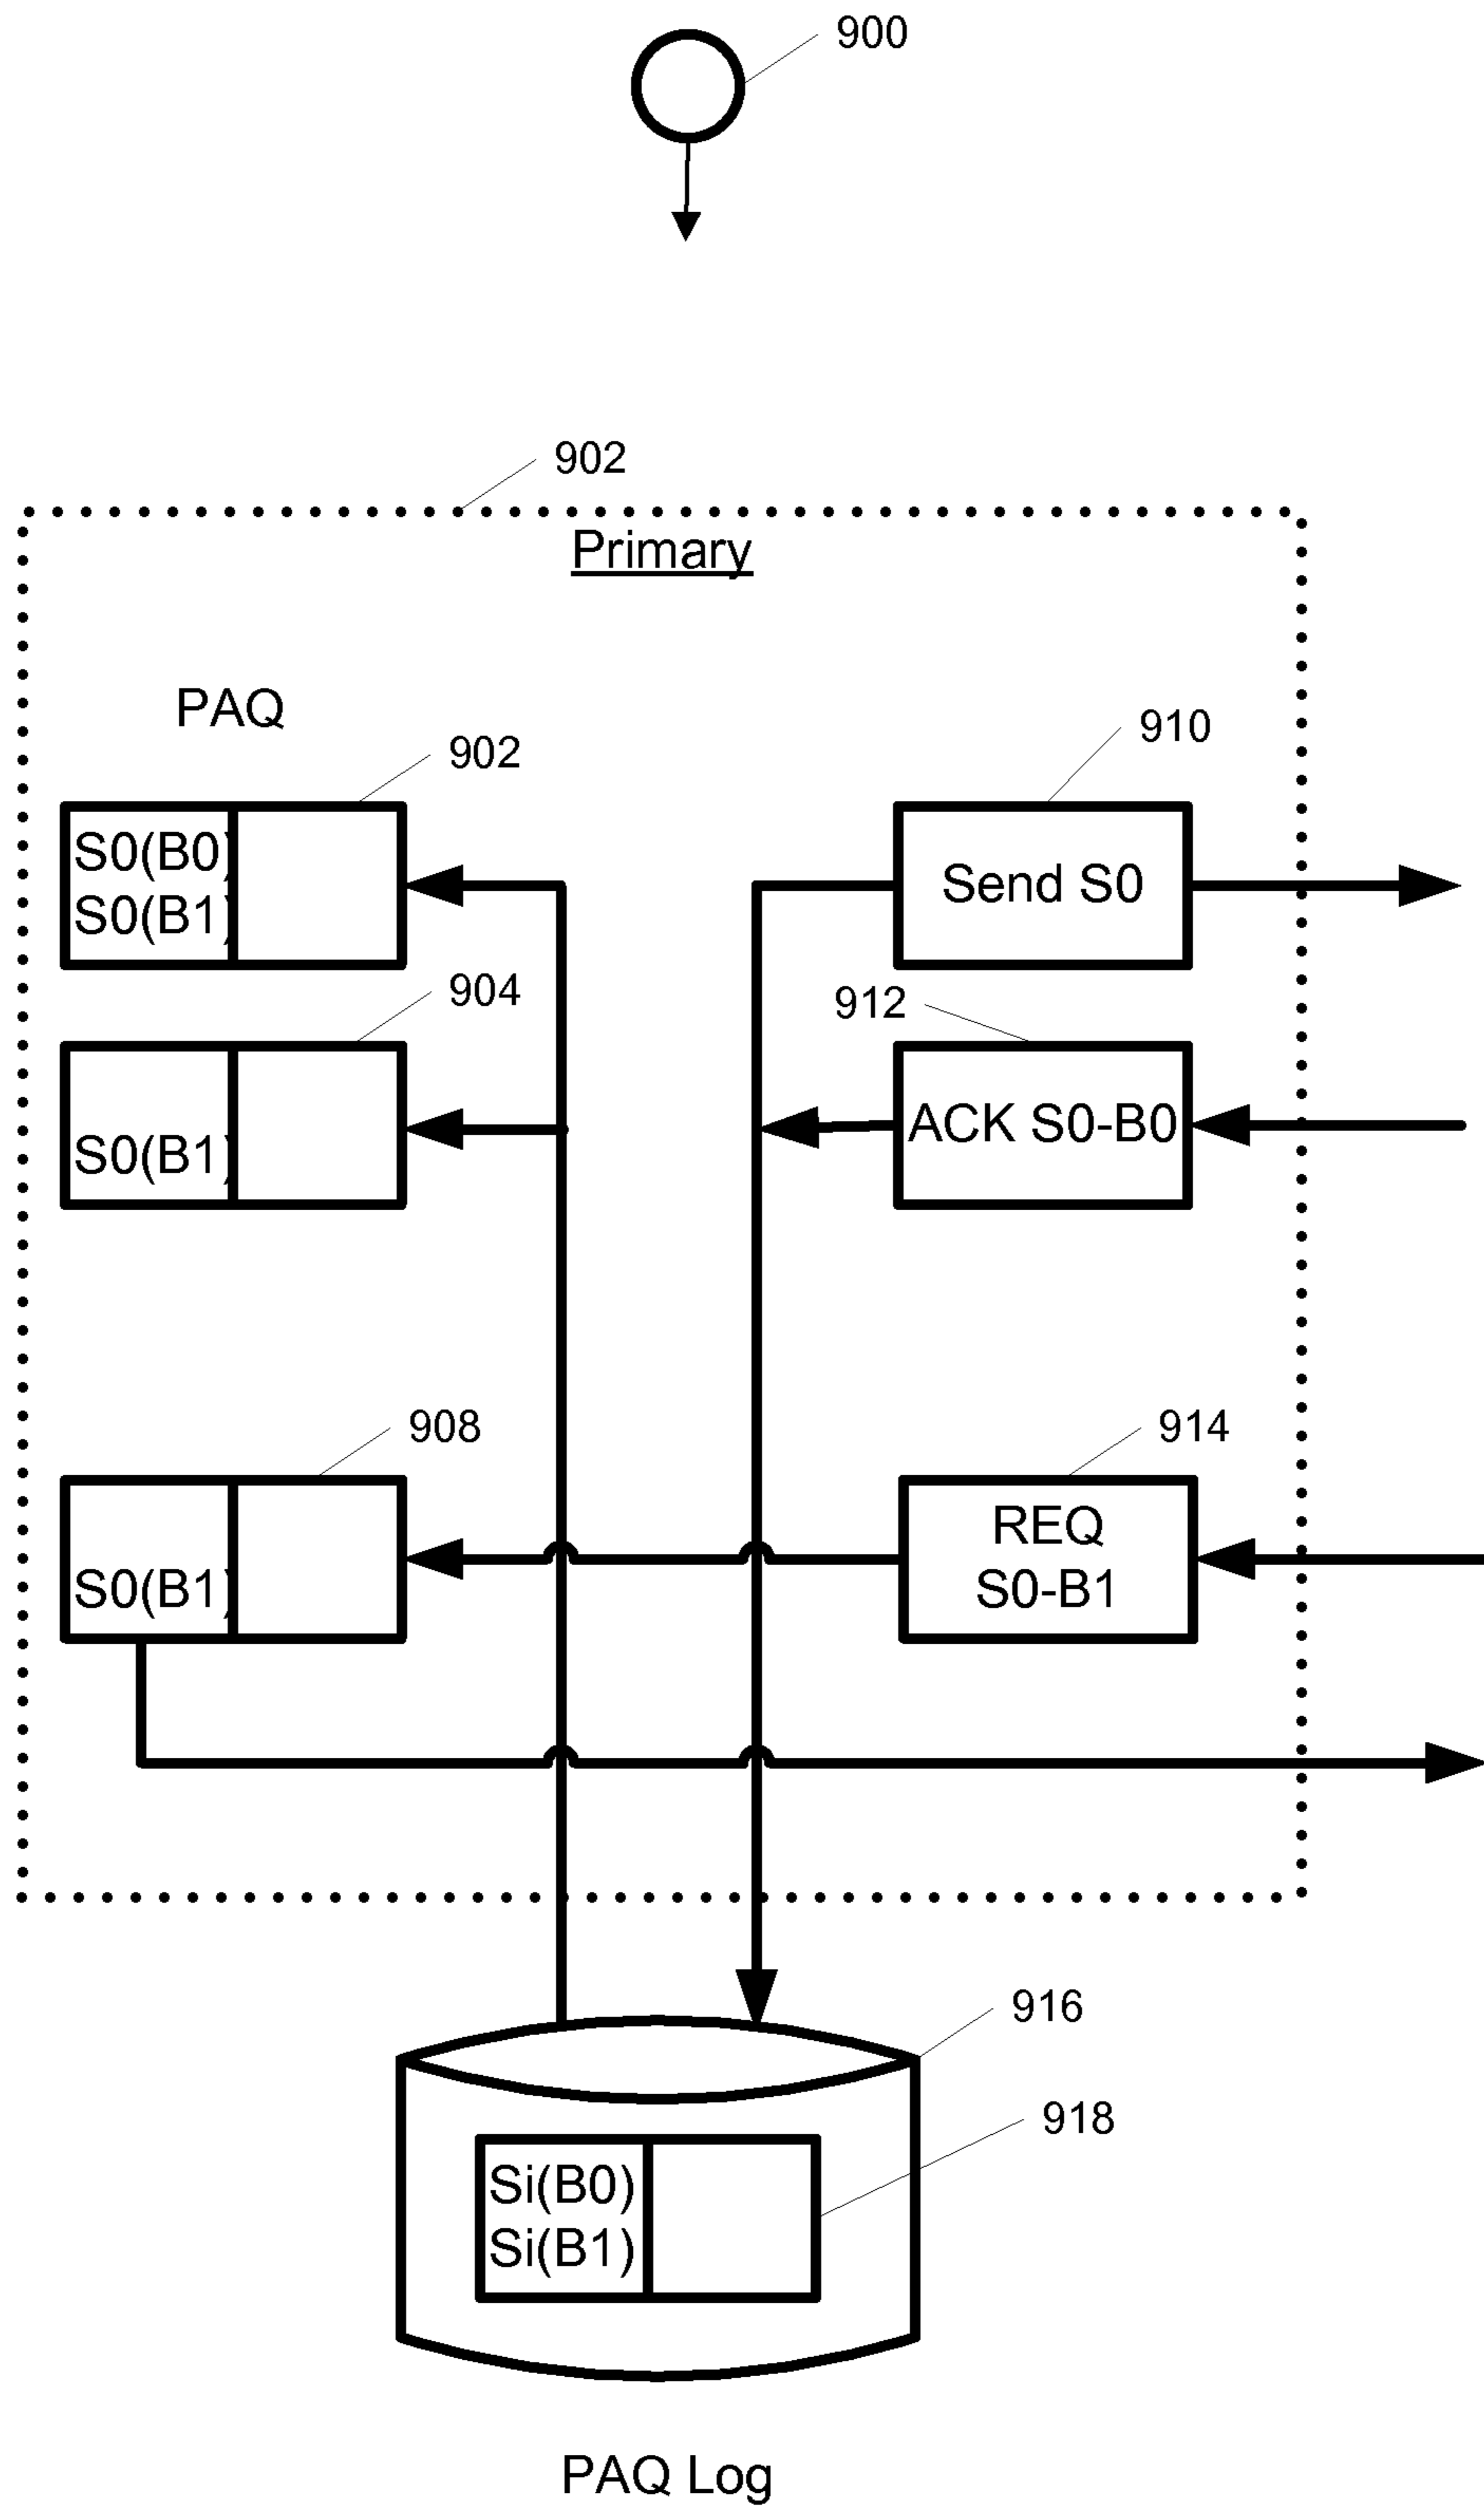 900
902
Primary
PAQ
902
910
S0(B0)
S0(B1)
Send S0
904
912
S0(B1)
ACK S0-B0
908
914
S0(B1)
REQ
S0-B1
916
918
Si(B0)
Si(B1)
PAQ Log